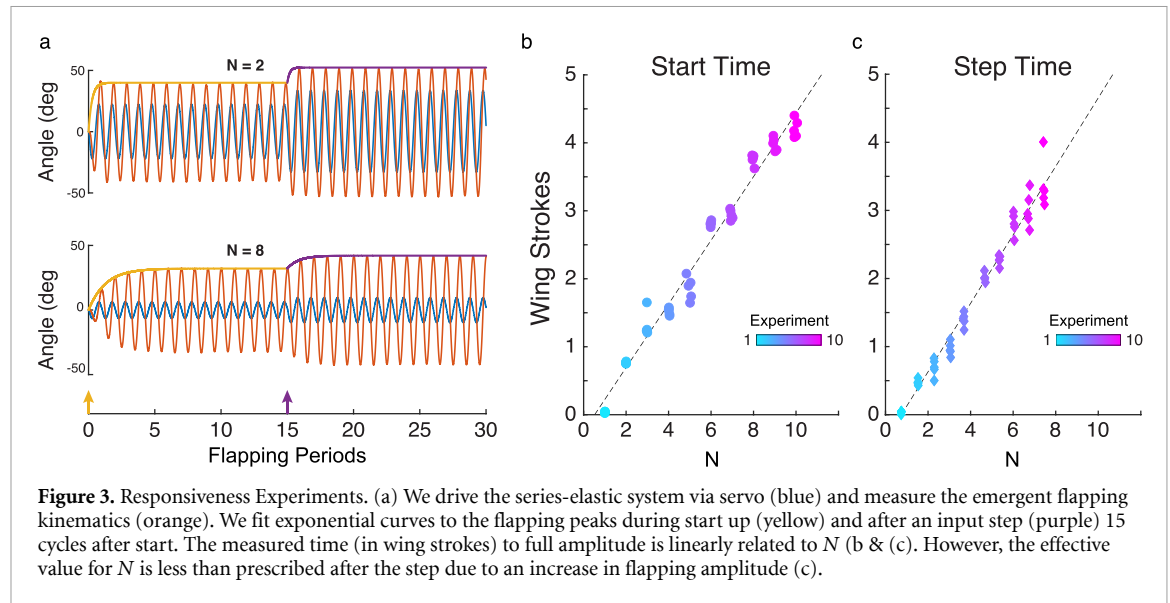 a
b
c
N = 2
Angle (deg
50
0
-50
N = 8
Angle (deg
50
0
-50
0 5 10 15 20 25 30
Flapping Periods
Start Time
Wing Strokes
5
4
3
2
1
0
0 2 4 6 8 10
N
Experiment
1 10
Step Time
5
4
3
2
1
0
0 2 4 6 8 10
N
Experiment
1 10
Figure 3. Responsiveness Experiments. (a) We drive the series-elastic system via servo (blue) and measure the emergent flapping
kinematics (orange). We fit exponential curves to the flapping peaks during start up (yellow) and after an input step (purple) 15
cycles after start. The measured time (in wing strokes) to full amplitude is linearly related to N (b & (c). However, the effective
value for N is less than prescribed after the step due to an increase in flapping amplitude (c).